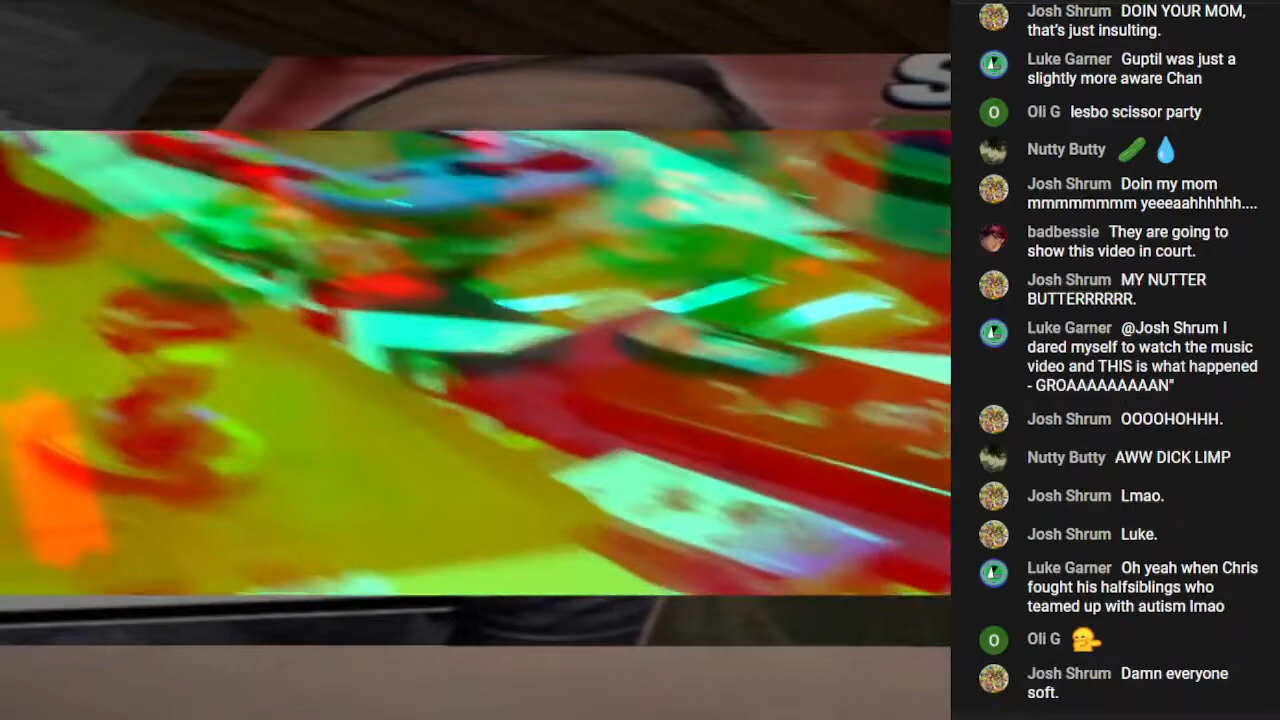 S
Josh Shrum DOIN YOUR MOM,
that's just insulting.
Luke Garner Guptil was just a
slightly more aware Chan
O Oli G lesbo scissor party
Nutty Butty 🥒 💧
Josh Shrum Doin my mom
mmmmmmmm yeeeaahhhhhh....
badbessie They are going to
show this video in court.
Josh Shrum MY NUTTER
BUTTERRRRRR.
Luke Garner @Josh Shrum I
dared myself to watch the music
video and THIS is what happened
- GROAAAAAAAAAN"
Josh Shrum OOOOHOHHH.
Nutty Butty AWW DICK LIMP
Josh Shrum Lmao.
Josh Shrum Luke.
Luke Garner Oh yeah when Chris
fought his halfsiblings who
teamed up with autism lmao
O Oli G
Josh Shrum Damn everyone
soft.